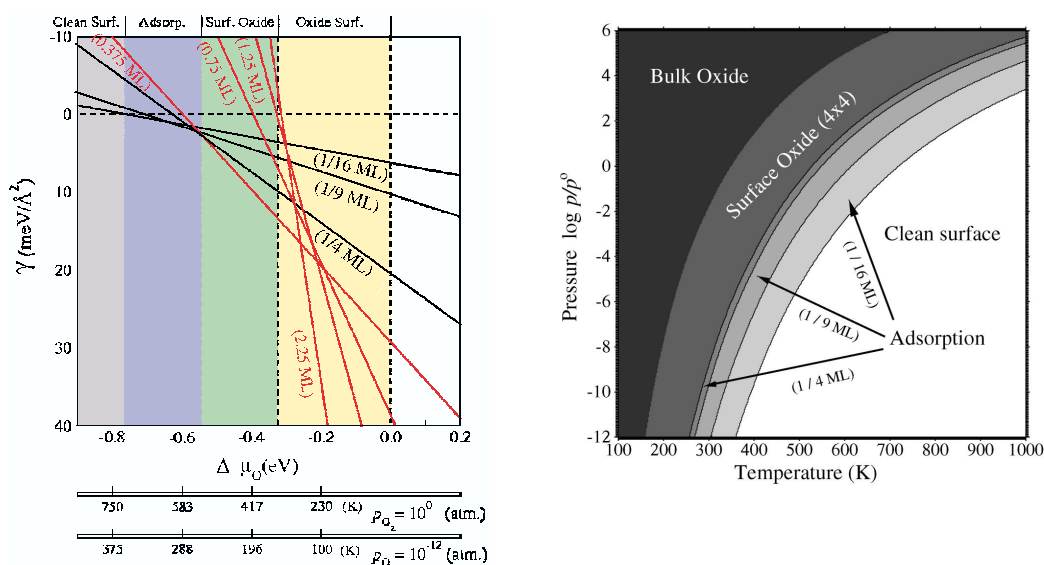 Clean Surf. Adsorp. Surf. Oxide Oxide Surf.
-10
0
10
20
30
40
γ (meV/Å²)
(0.375 ML)
(0.75 ML)
(1.25 ML)
(1/16 ML)
(1/9 ML)
(1/4 ML)
(2.25 ML)
-0.8 -0.6 -0.4 -0.2 0.0 0.2
Δ μO(eV)
750 583 417 230 (K) pO2 = 10^0 (atm.)
375 288 196 100 (K) pO = 10^-12 (atm.)
6
4
2
0
-2
-4
-6
-8
-10
-12
Pressure log p/p^o
Bulk Oxide
Surface Oxide (4x4)
Clean surface
(1 / 16 ML)
(1 / 9 ML)
Adsorption
(1 / 4 ML)
100 200 300 400 500 600 700 800 900 1000
Temperature (K)